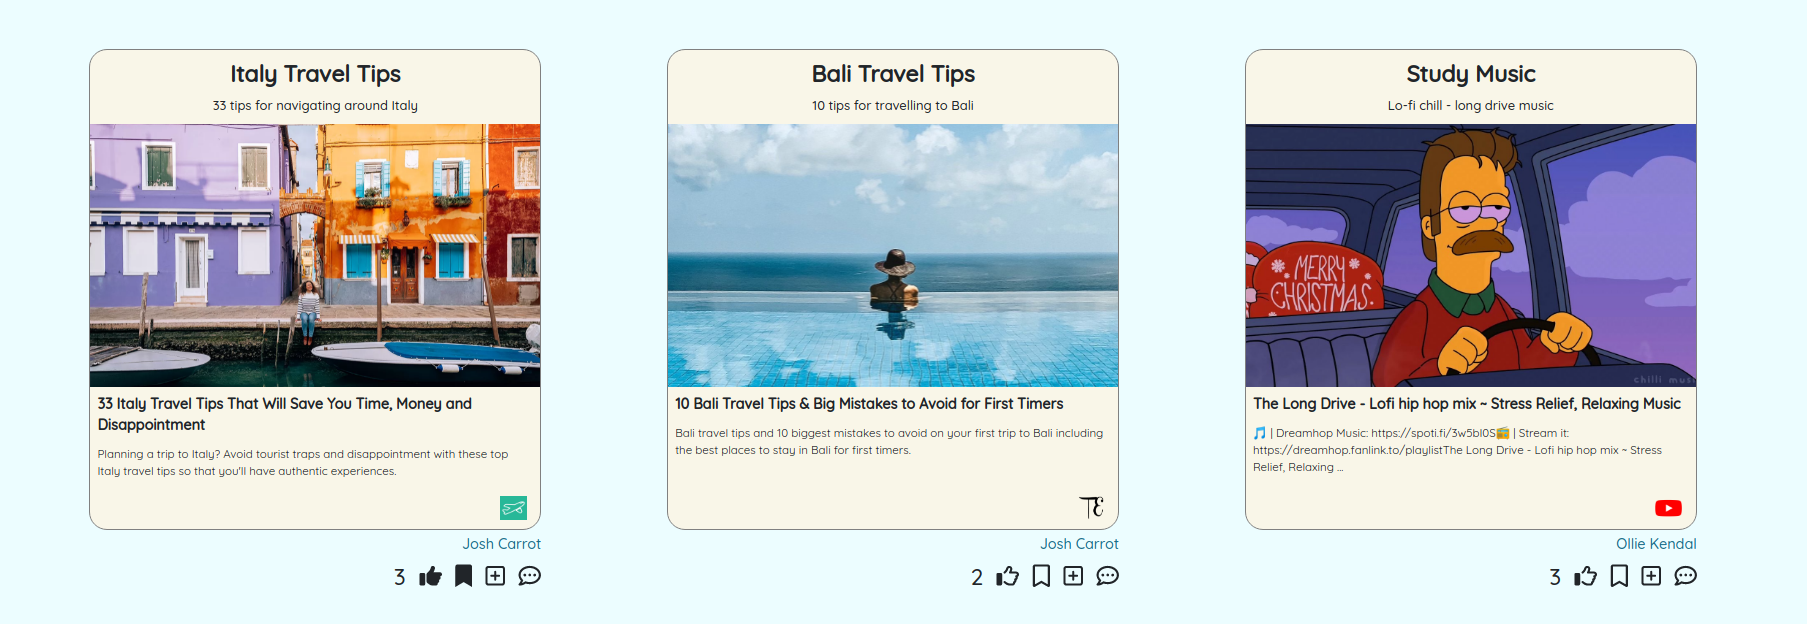 Italy Travel Tips
33 tips for navigating around Italy
33 Italy Travel Tips That Will Save You Time, Money and
Disappointment
Planning a trip to Italy? Avoid tourist traps and disappointment with these top
Italy travel tips so that you'll have authentic experiences.
Josh Carrot
3
Bali Travel Tips
10 tips for travelling to Bali
10 Bali Travel Tips & Big Mistakes to Avoid for First Timers
Bali travel tips and 10 biggest mistakes to avoid on your first trip to Bali including
the best places to stay in Bali for first timers.
TE
Josh Carrot
2
Study Music
Lo-fi chill - long drive music
MERRY
CHRISTMAS
chilli music
The Long Drive - Lofi hip hop mix ~ Stress Relief, Relaxing Music
🎵 | Dreamhop Music: https://spoti.fi/3w5bl0S📻 | Stream it:
https://dreamhop.fanlink.to/playlistThe Long Drive - Lofi hip hop mix ~ Stress
Relief, Relaxing ...
Ollie Kendal
3